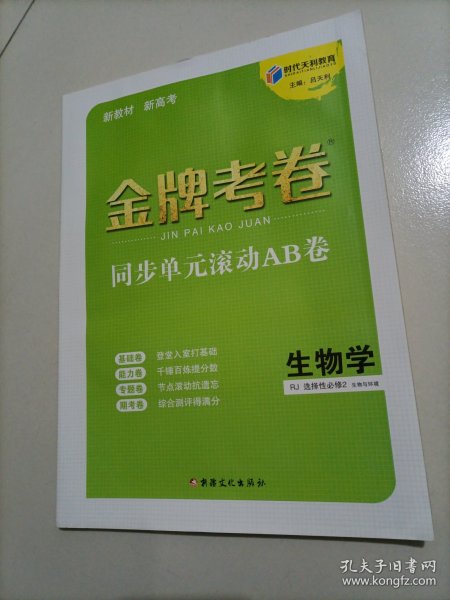 时代天利教育
主编：吕天利
新教材 新高考
金牌考卷®
JIN PAI KAO JUAN
同步单元滚动AB卷
基础卷 登堂入室打基础
能力卷 千锤百炼提分数
专题卷 节点滚动抗遗忘
期考卷 综合测评得满分
生物学
RJ 选择性必修2 生物与环境
新疆文化出版社
孔夫子旧书网
www.kongfz.com